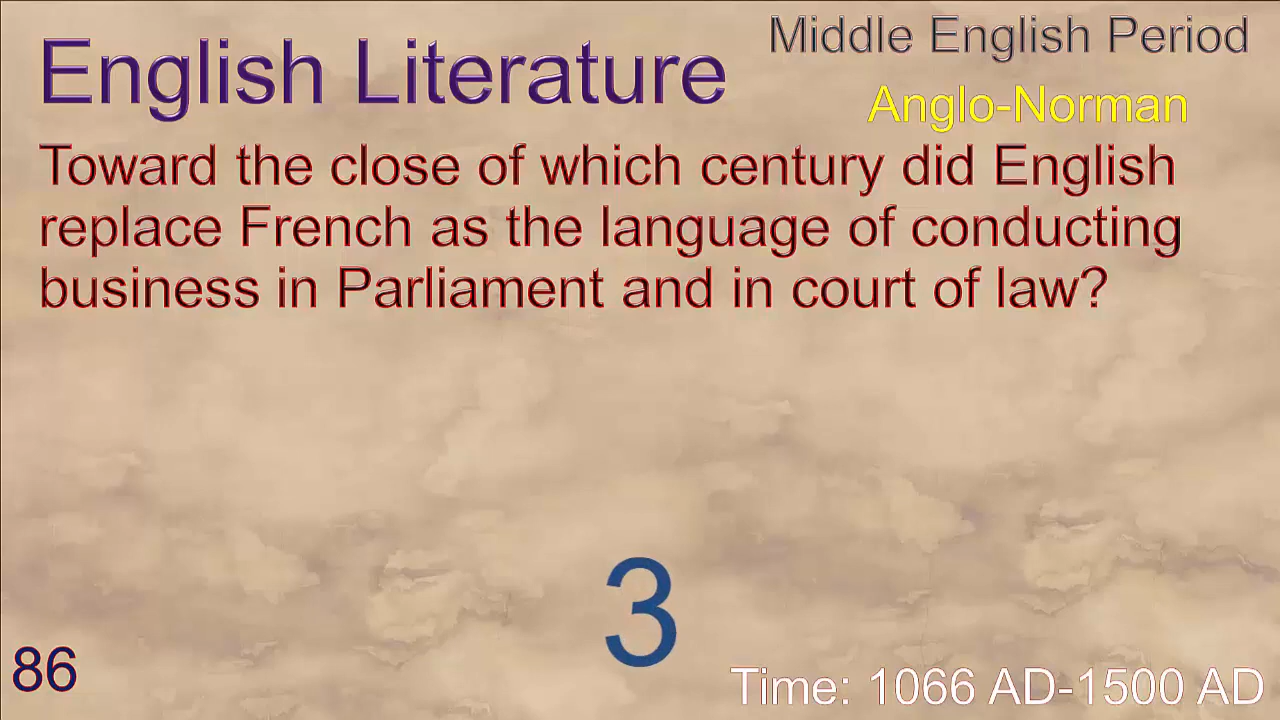 English Literature
Middle English Period
Anglo-Norman
Toward the close of which century did English
replace French as the language of conducting
business in Parliament and in court of law?
3
86
Time: 1066 AD-1500 AD